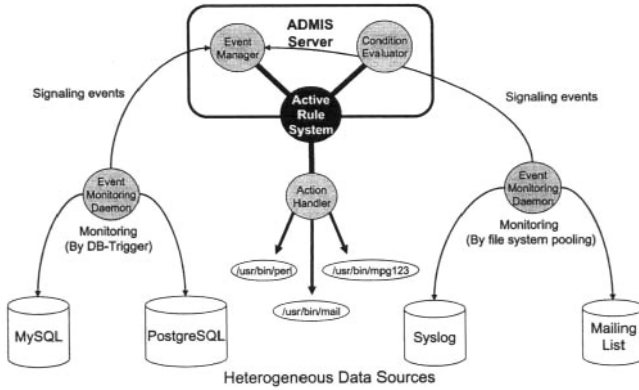 ADMIS
Server
Event
Manager
Condition
Evaluator
Signaling events
Signaling events
Active
Rule
System
Event
Monitoring
Daemon
Action
Handler
Event
Monitoring
Daemon
Monitoring
(By DB-Trigger)
Monitoring
(By file system pooling)
/usr/bin/perl
/usr/bin/mpg123
/usr/bin/mail
MySQL
PostgreSQL
Syslog
Mailing
List
Heterogeneous Data Sources